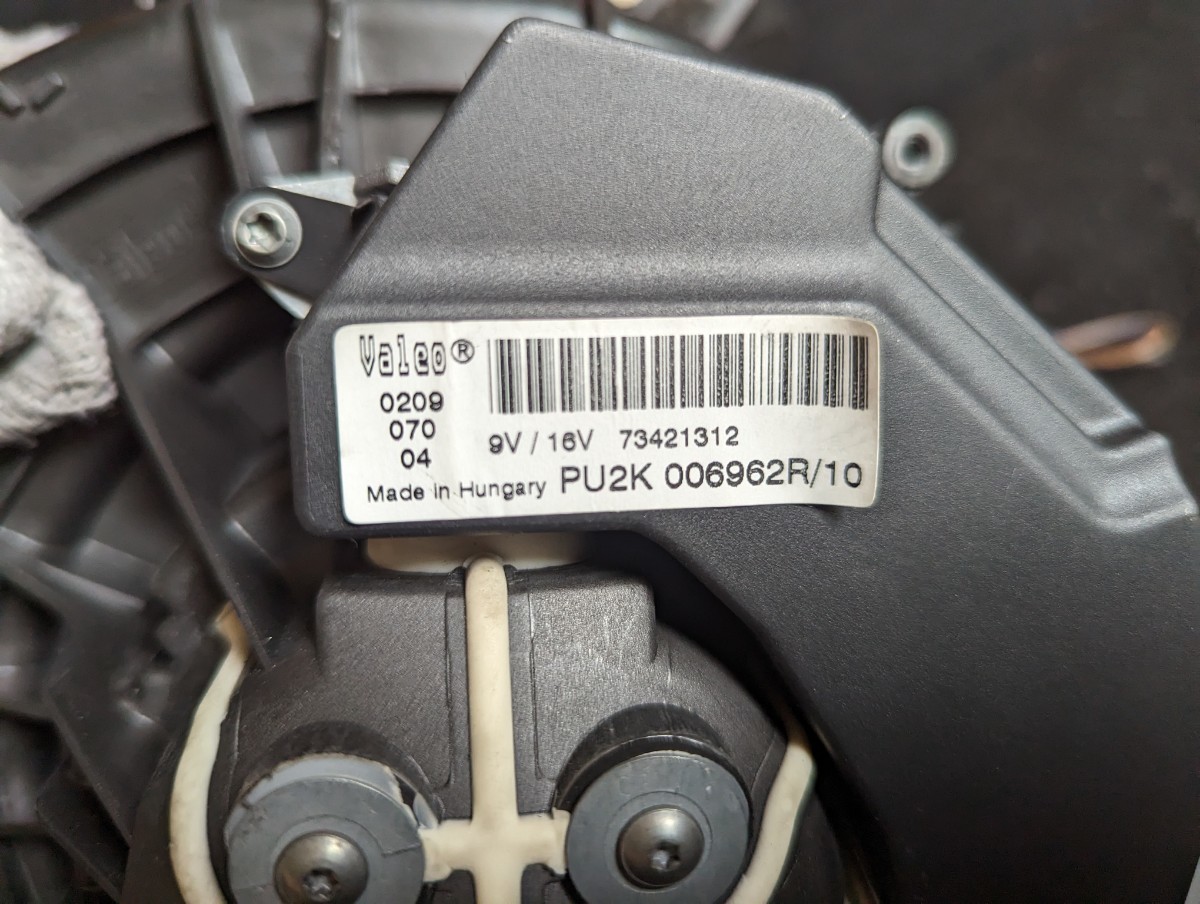 Valeo®
0209
070
04
9V / 16V 73421312
Made in Hungary PU2K 006962R/10